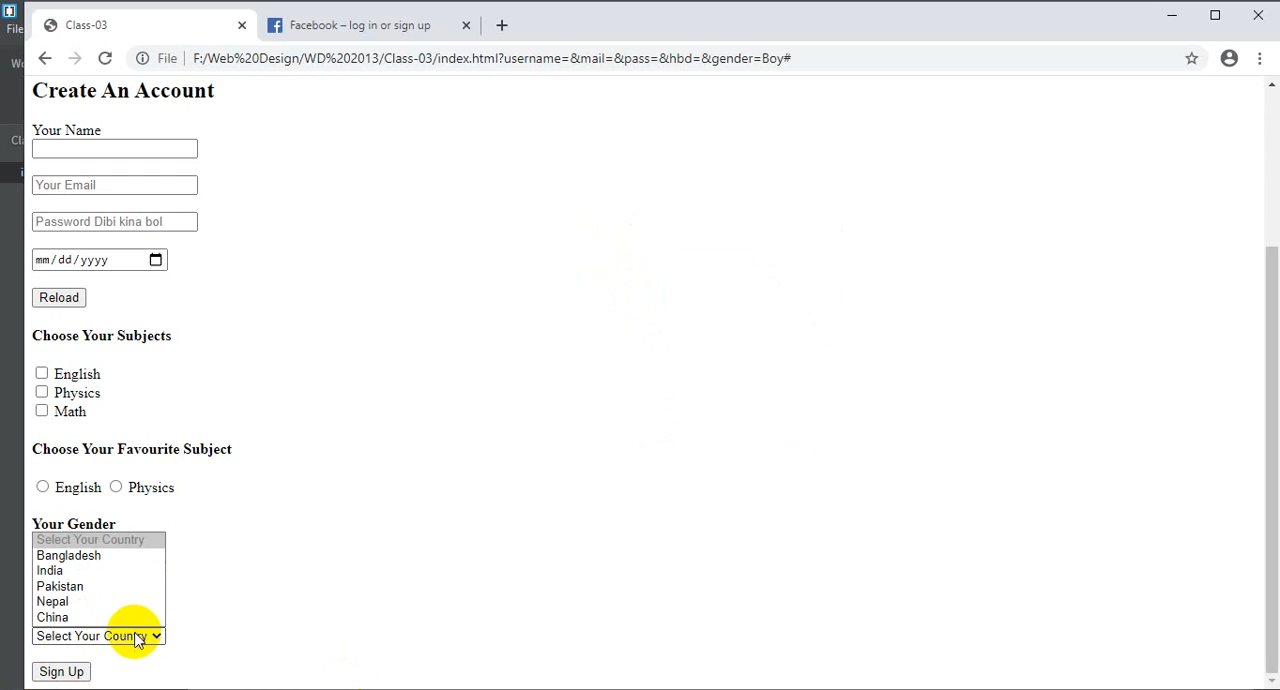 Class-03
Facebook – log in or sign up
File
File
F:/Web%20Design/WD%202013/Class-03/index.html?username=&mail=&pass=&hbd=&gender=Boy#
Create An Account
Your Name
Your Email
Password Dibi kina bol
mm/dd/yyyy
Reload
Choose Your Subjects
English
Physics
Math
Choose Your Favourite Subject
English Physics
Your Gender
Select Your Country
Bangladesh
India
Pakistan
Nepal
China
Select Your Country
Sign Up